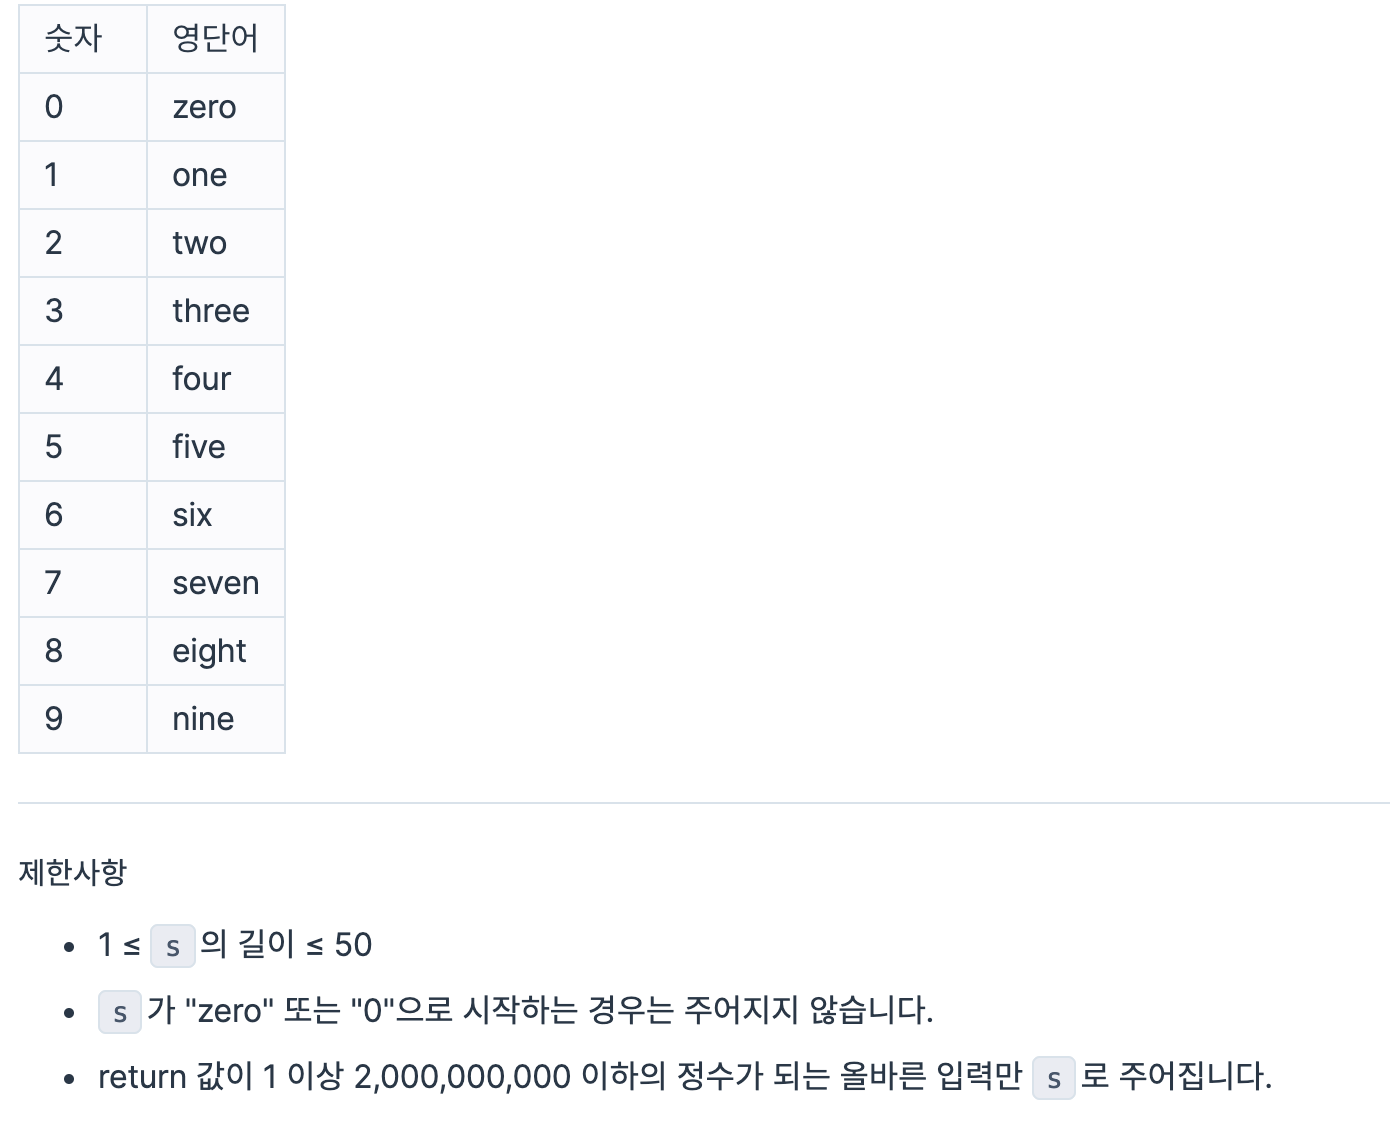 숫자 영단어
0 zero
1 one
2 two
3 three
4 four
5 five
6 six
7 seven
8 eight
9 nine
제한사항
• 1 ≤ s의 길이 ≤ 50
• s가 "zero" 또는 "0"으로 시작하는 경우는 주어지지 않습니다.
• return 값이 1 이상 2,000,000,000 이하의 정수가 되는 올바른 입력만 s로 주어집니다.